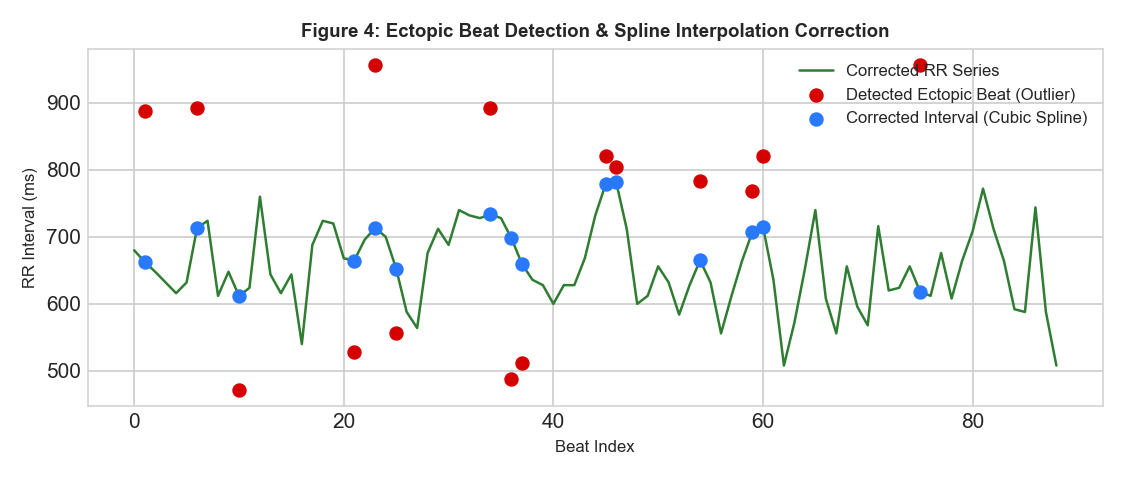 Figure 4: Ectopic Beat Detection & Spline Interpolation Correction
Corrected RR Series
Detected Ectopic Beat (Outlier)
Corrected Interval (Cubic Spline)
RR Interval (ms)
900
800
700
600
500
0 20 40 60 80
Beat Index